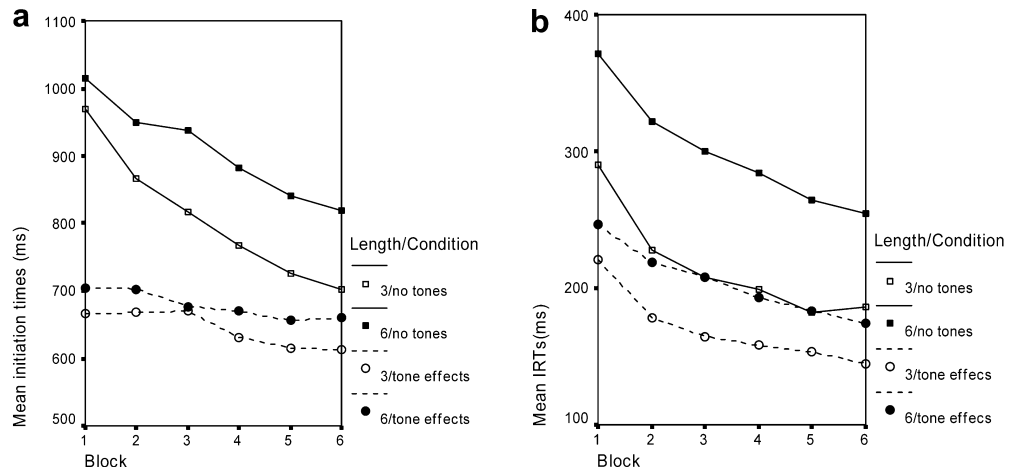 a
1100
1000
900
800
700
600
500
Mean initiation times (ms)
1 2 3 4 5 6
Block
Length/Condition
3/no tones
6/no tones
3/tone effects
6/tone effects
b
400
300
200
100
Mean IRTs(ms)
1 2 3 4 5 6
Block
Length/Condition
3/no tones
6/no tones
3/tone effecs
6/tone effecs